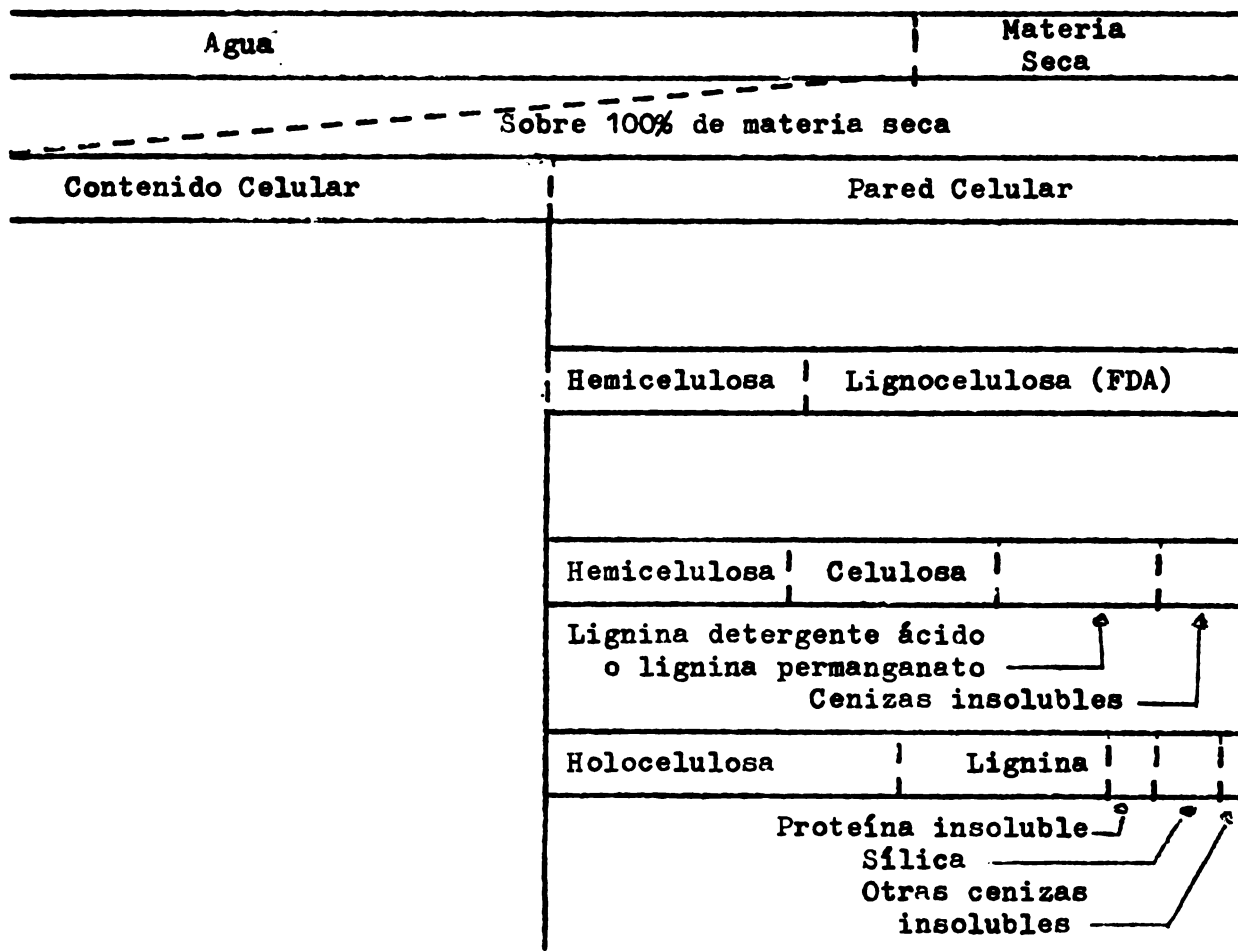 Agua
Materia
Seca
Sobre 100% de materia seca
Contenido Celular
Pared Celular
Hemicelulosa
Lignocelulosa (FDA)
Hemicelulosa
Celulosa
Lignina detergente ácido
o lignina permanganato
Cenizas insolubles
Holocelulosa
Lignina
Proteína insoluble
Sílica
Otras cenizas
insolubles